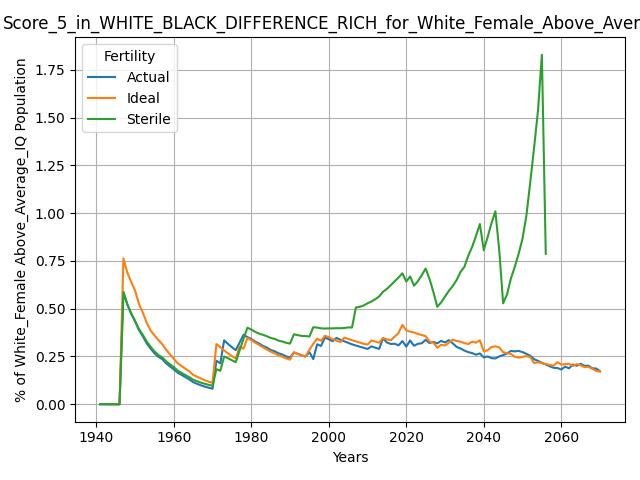 Score_5_in_WHITE_BLACK_DIFFERENCE_RICH_for_White_Female_Above_Aver
Fertility
Actual
Ideal
Sterile
% of White_Female Above_Average_IQ Population
1.75
1.50
1.25
1.00
0.75
0.50
0.25
0.00
1940 1960 1980 2000 2020 2040 2060
Years